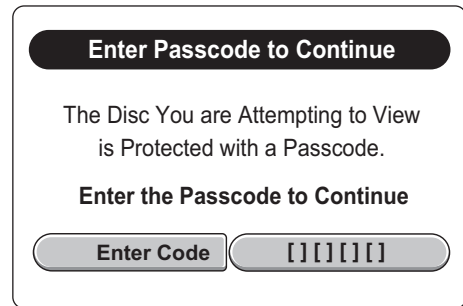 Enter Passcode to Continue
The Disc You are Attempting to View
is Protected with a Passcode.
Enter the Passcode to Continue
Enter Code [ ] [ ] [ ] [ ]